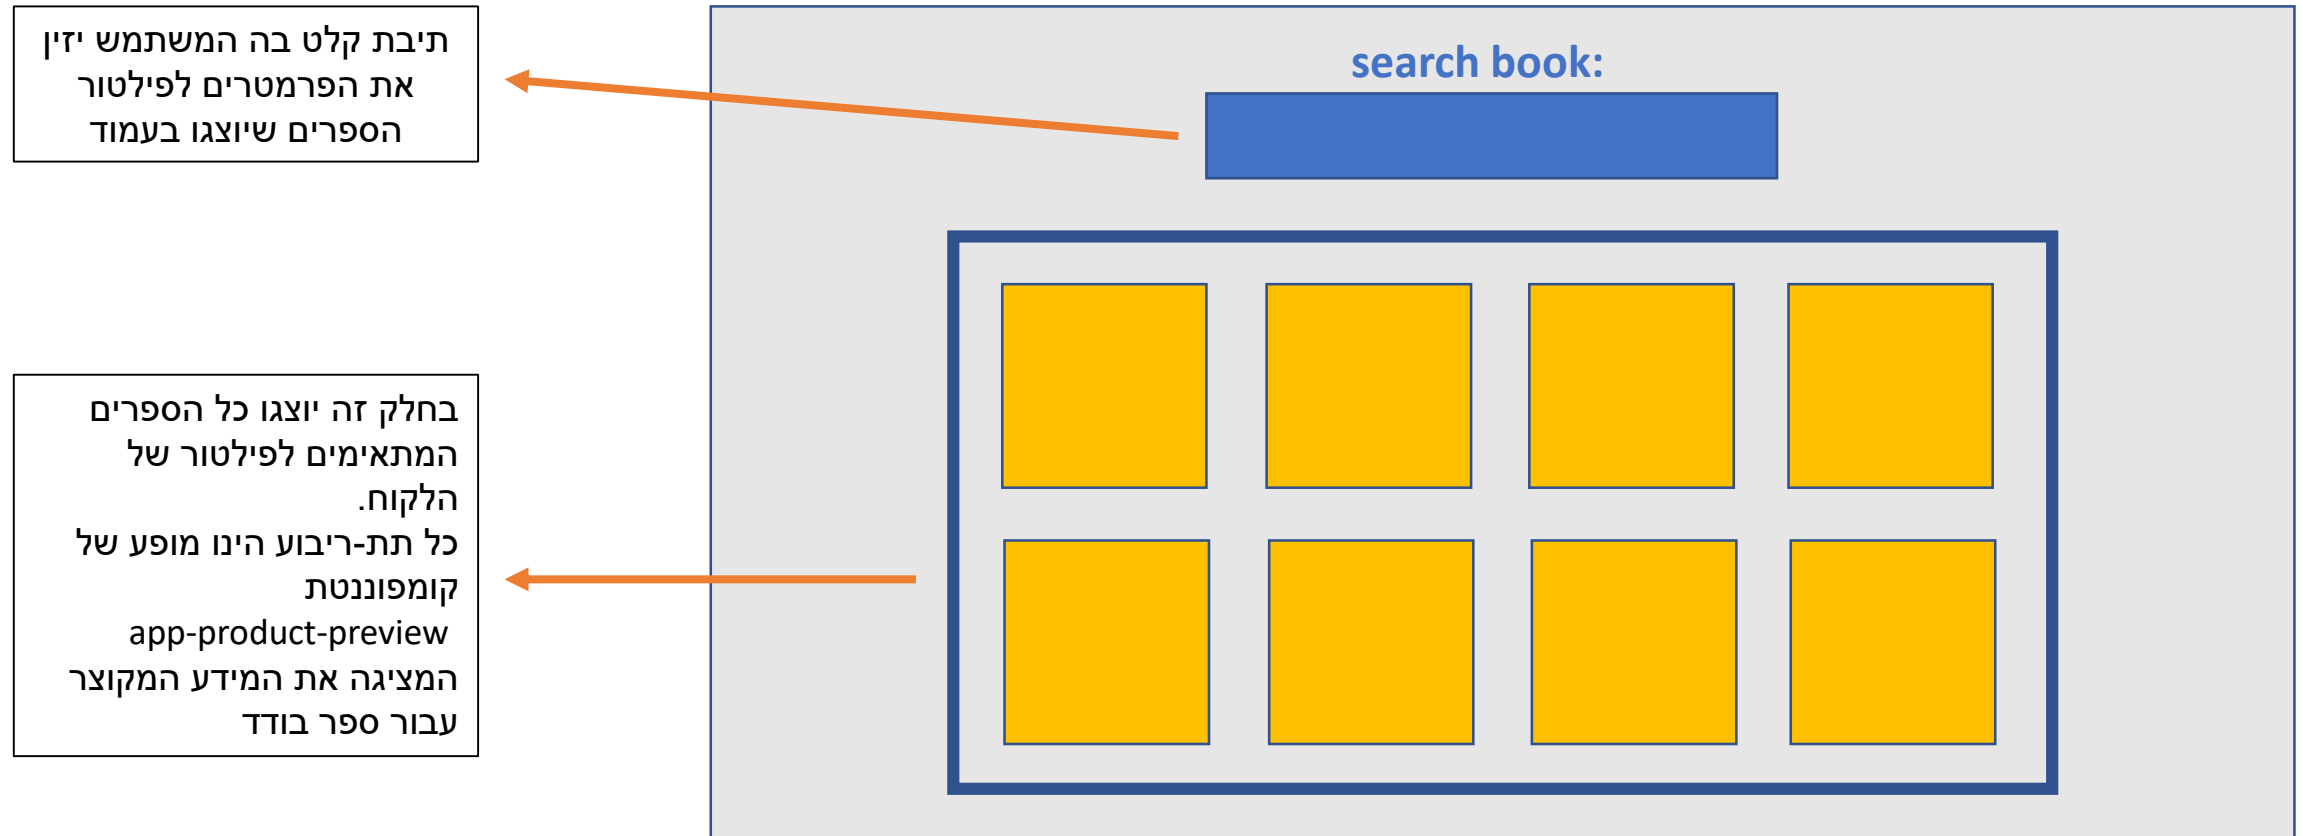 תיבת קלט בה המשתמש יזין
את הפרמטרים לפילטור
הספרים שיוצגו בעמוד
search book:
בחלק זה יוצגו כל הספרים
המתאימים לפילטור של
הלקוח.
כל תת-ריבוע הינו מופע של
קומפוננטת
app-product-preview
המציגה את המידע המקוצר
עבור ספר בודד